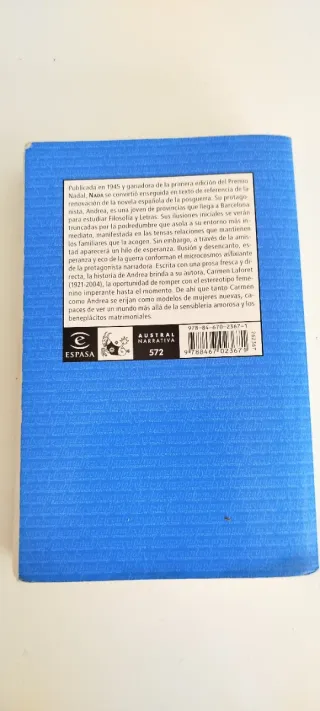 Publicada en 1945 y ganadora de la primera edición del Premio
Nadal, NADA se convirtió enseguida en texto de referencia de la
renovación de la novela española de la posguerra. Su protago-
nista, Andrea, es una joven de provincias que llega a Barcelona
para estudiar Filosofía y Letras. Sus ilusiones iniciales se verán
truncadas por la podredumbre que asola a su entorno más in-
mediato, manifestada en las tensas relaciones que mantienen
los familiares que la acogen. Sin embargo, a través de la amis-
tad aparecerá un hilo de esperanza. Ilusión y desencanto, es-
peranza y eco de la guerra conforman el microcosmos asfixiante
de la protagonista narradora. Escrita con una prosa fresca y di-
recta, la historia de Andrea brinda a su autora, Carmen Laforet
(1921-2004), la oportunidad de romper con el estereotipo feme-
nino imperante hasta el momento. De ahí que tanto Carmen
como Andrea se erijan como modelos de mujeres nuevas, ca-
paces de ver un mundo más allá de la sensiblería amorosa y los
beneplácitos matrimoniales.
e
ESPASA
AUSTRAL
NARRATIVA
572
978-84-670-2367-1
9 788467 023671